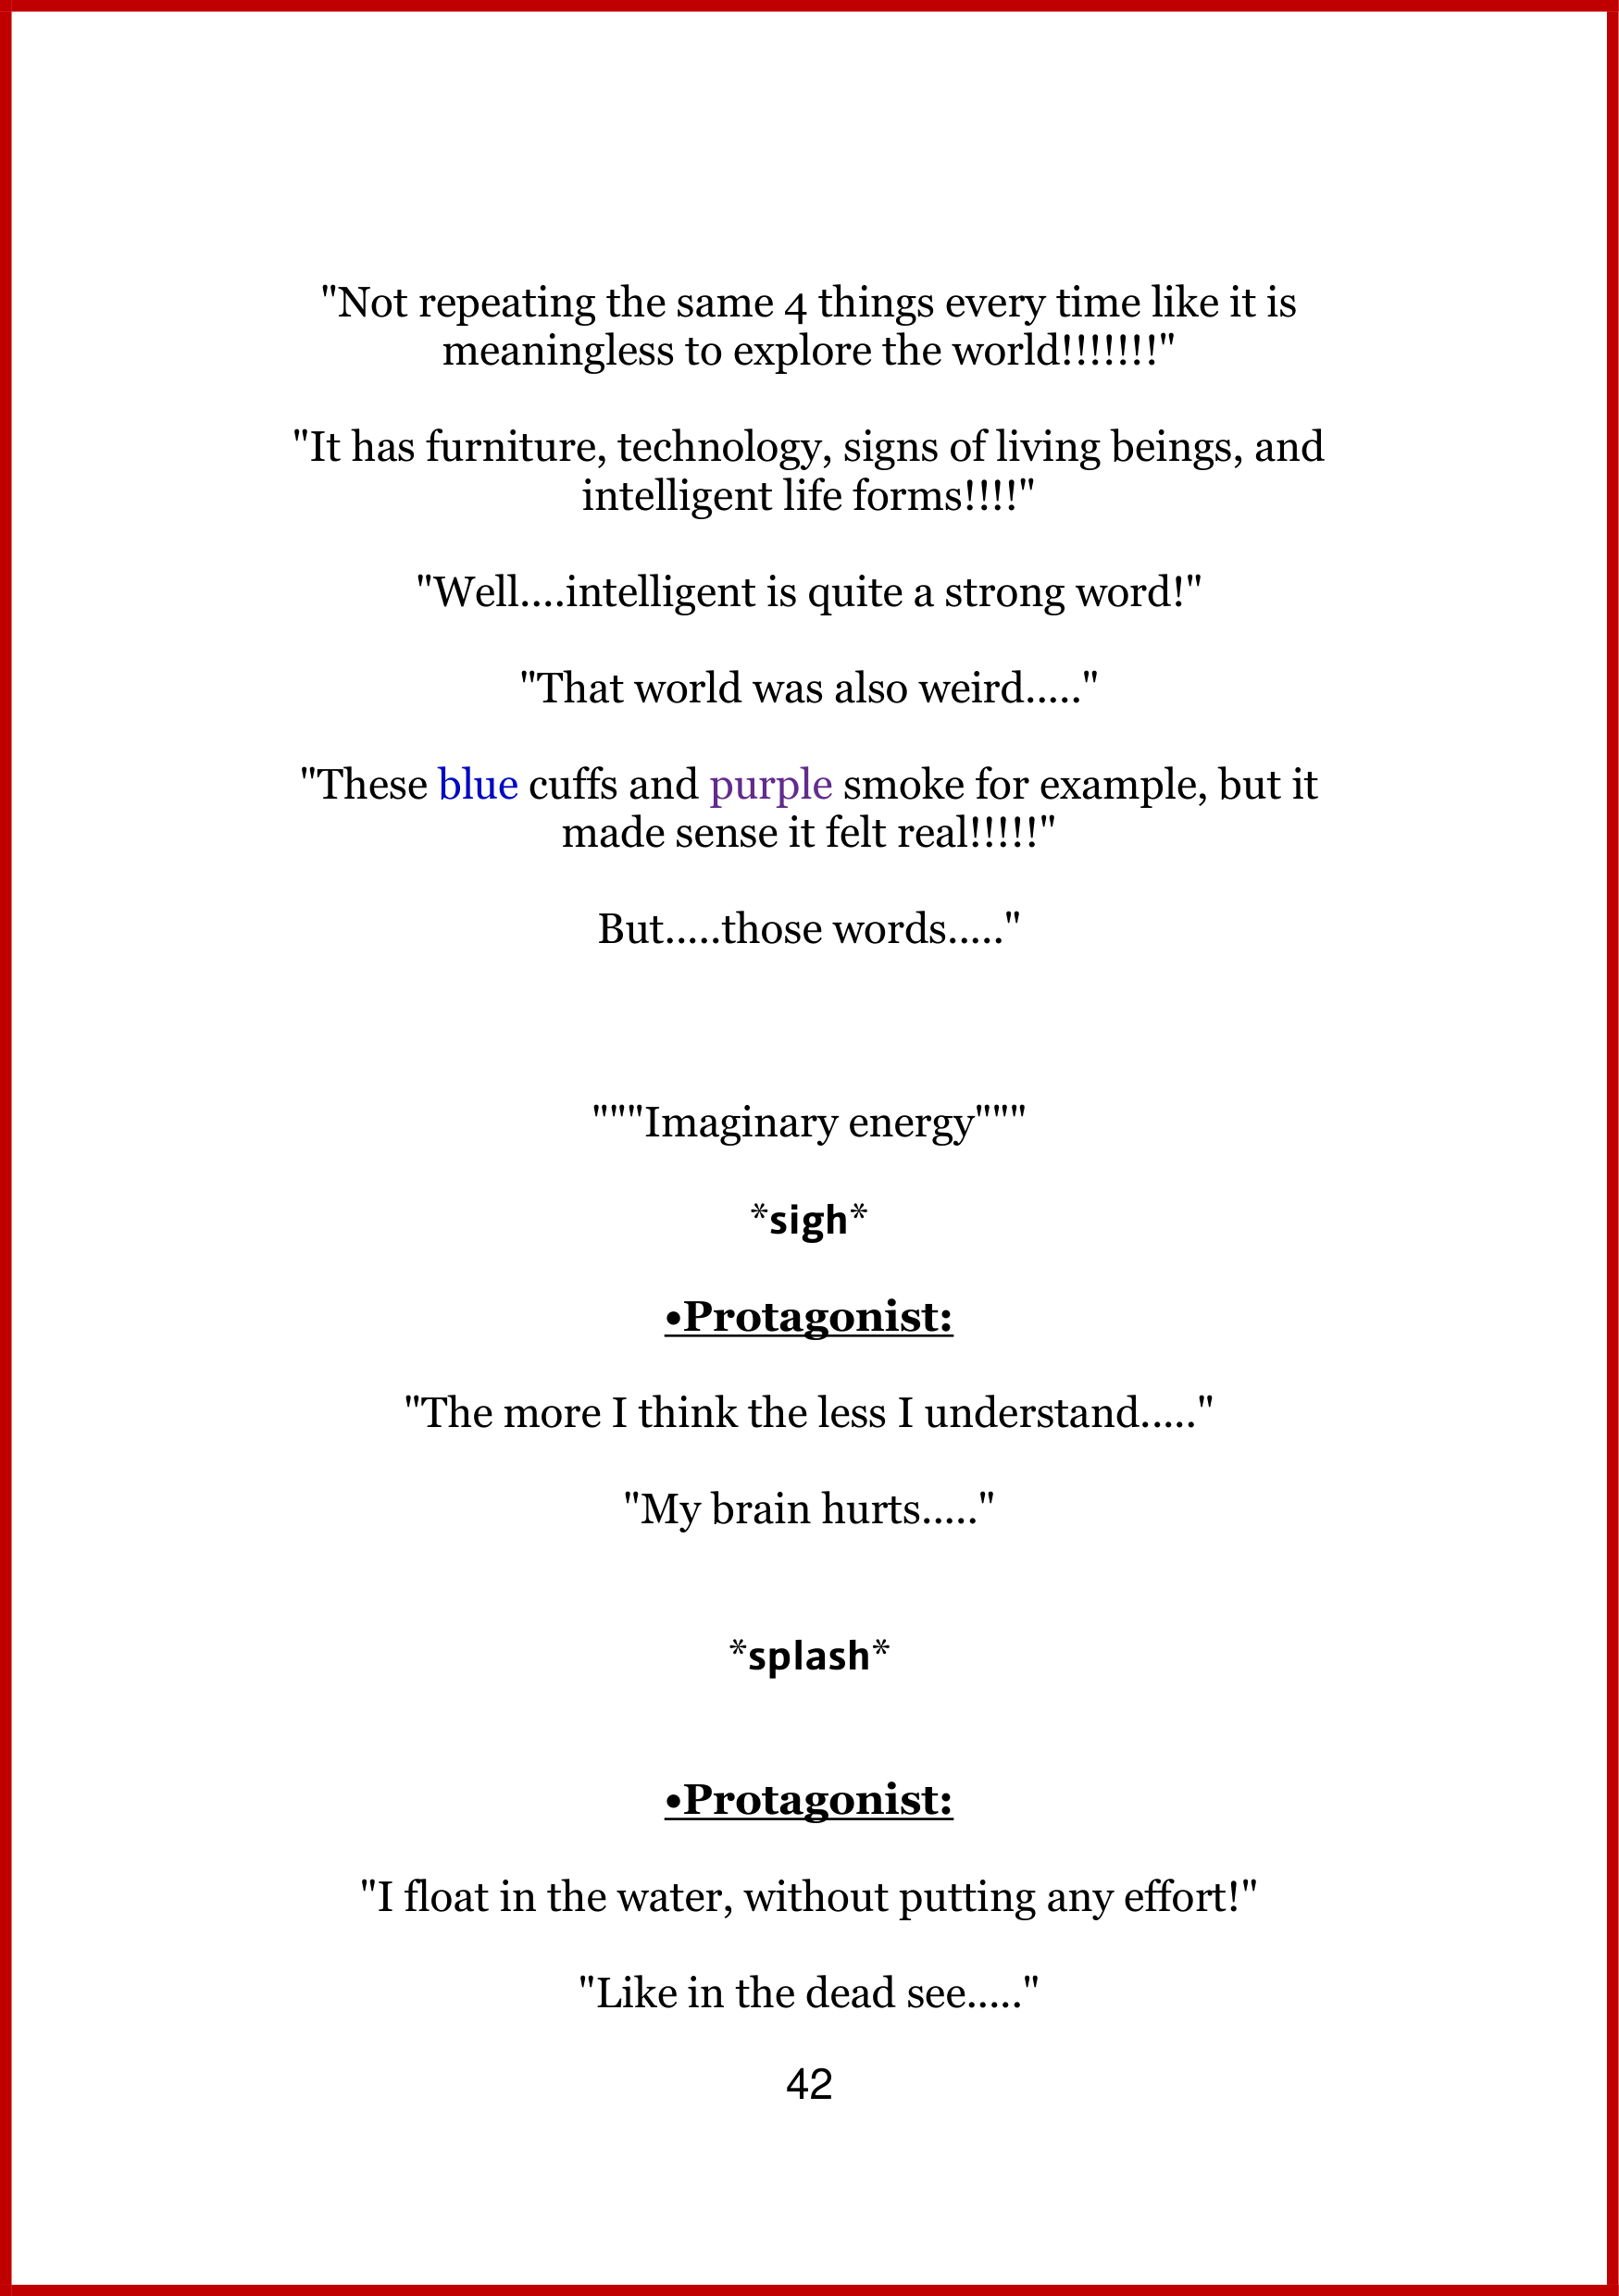 "Not repeating the same 4 things every time like it is
meaningless to explore the world!!!!!!!"
"It has furniture, technology, signs of living beings, and
intelligent life forms!!!!"
"Well....intelligent is quite a strong word!"
"That world was also weird....."
"These blue cuffs and purple smoke for example, but it
made sense it felt real!!!!!"
But.....those words....."
"""Imaginary energy"""
*sigh*
•Protagonist:
"The more I think the less I understand....."
"My brain hurts....."
*splash*
•Protagonist:
"I float in the water, without putting any effort!"
"Like in the dead see....."
42